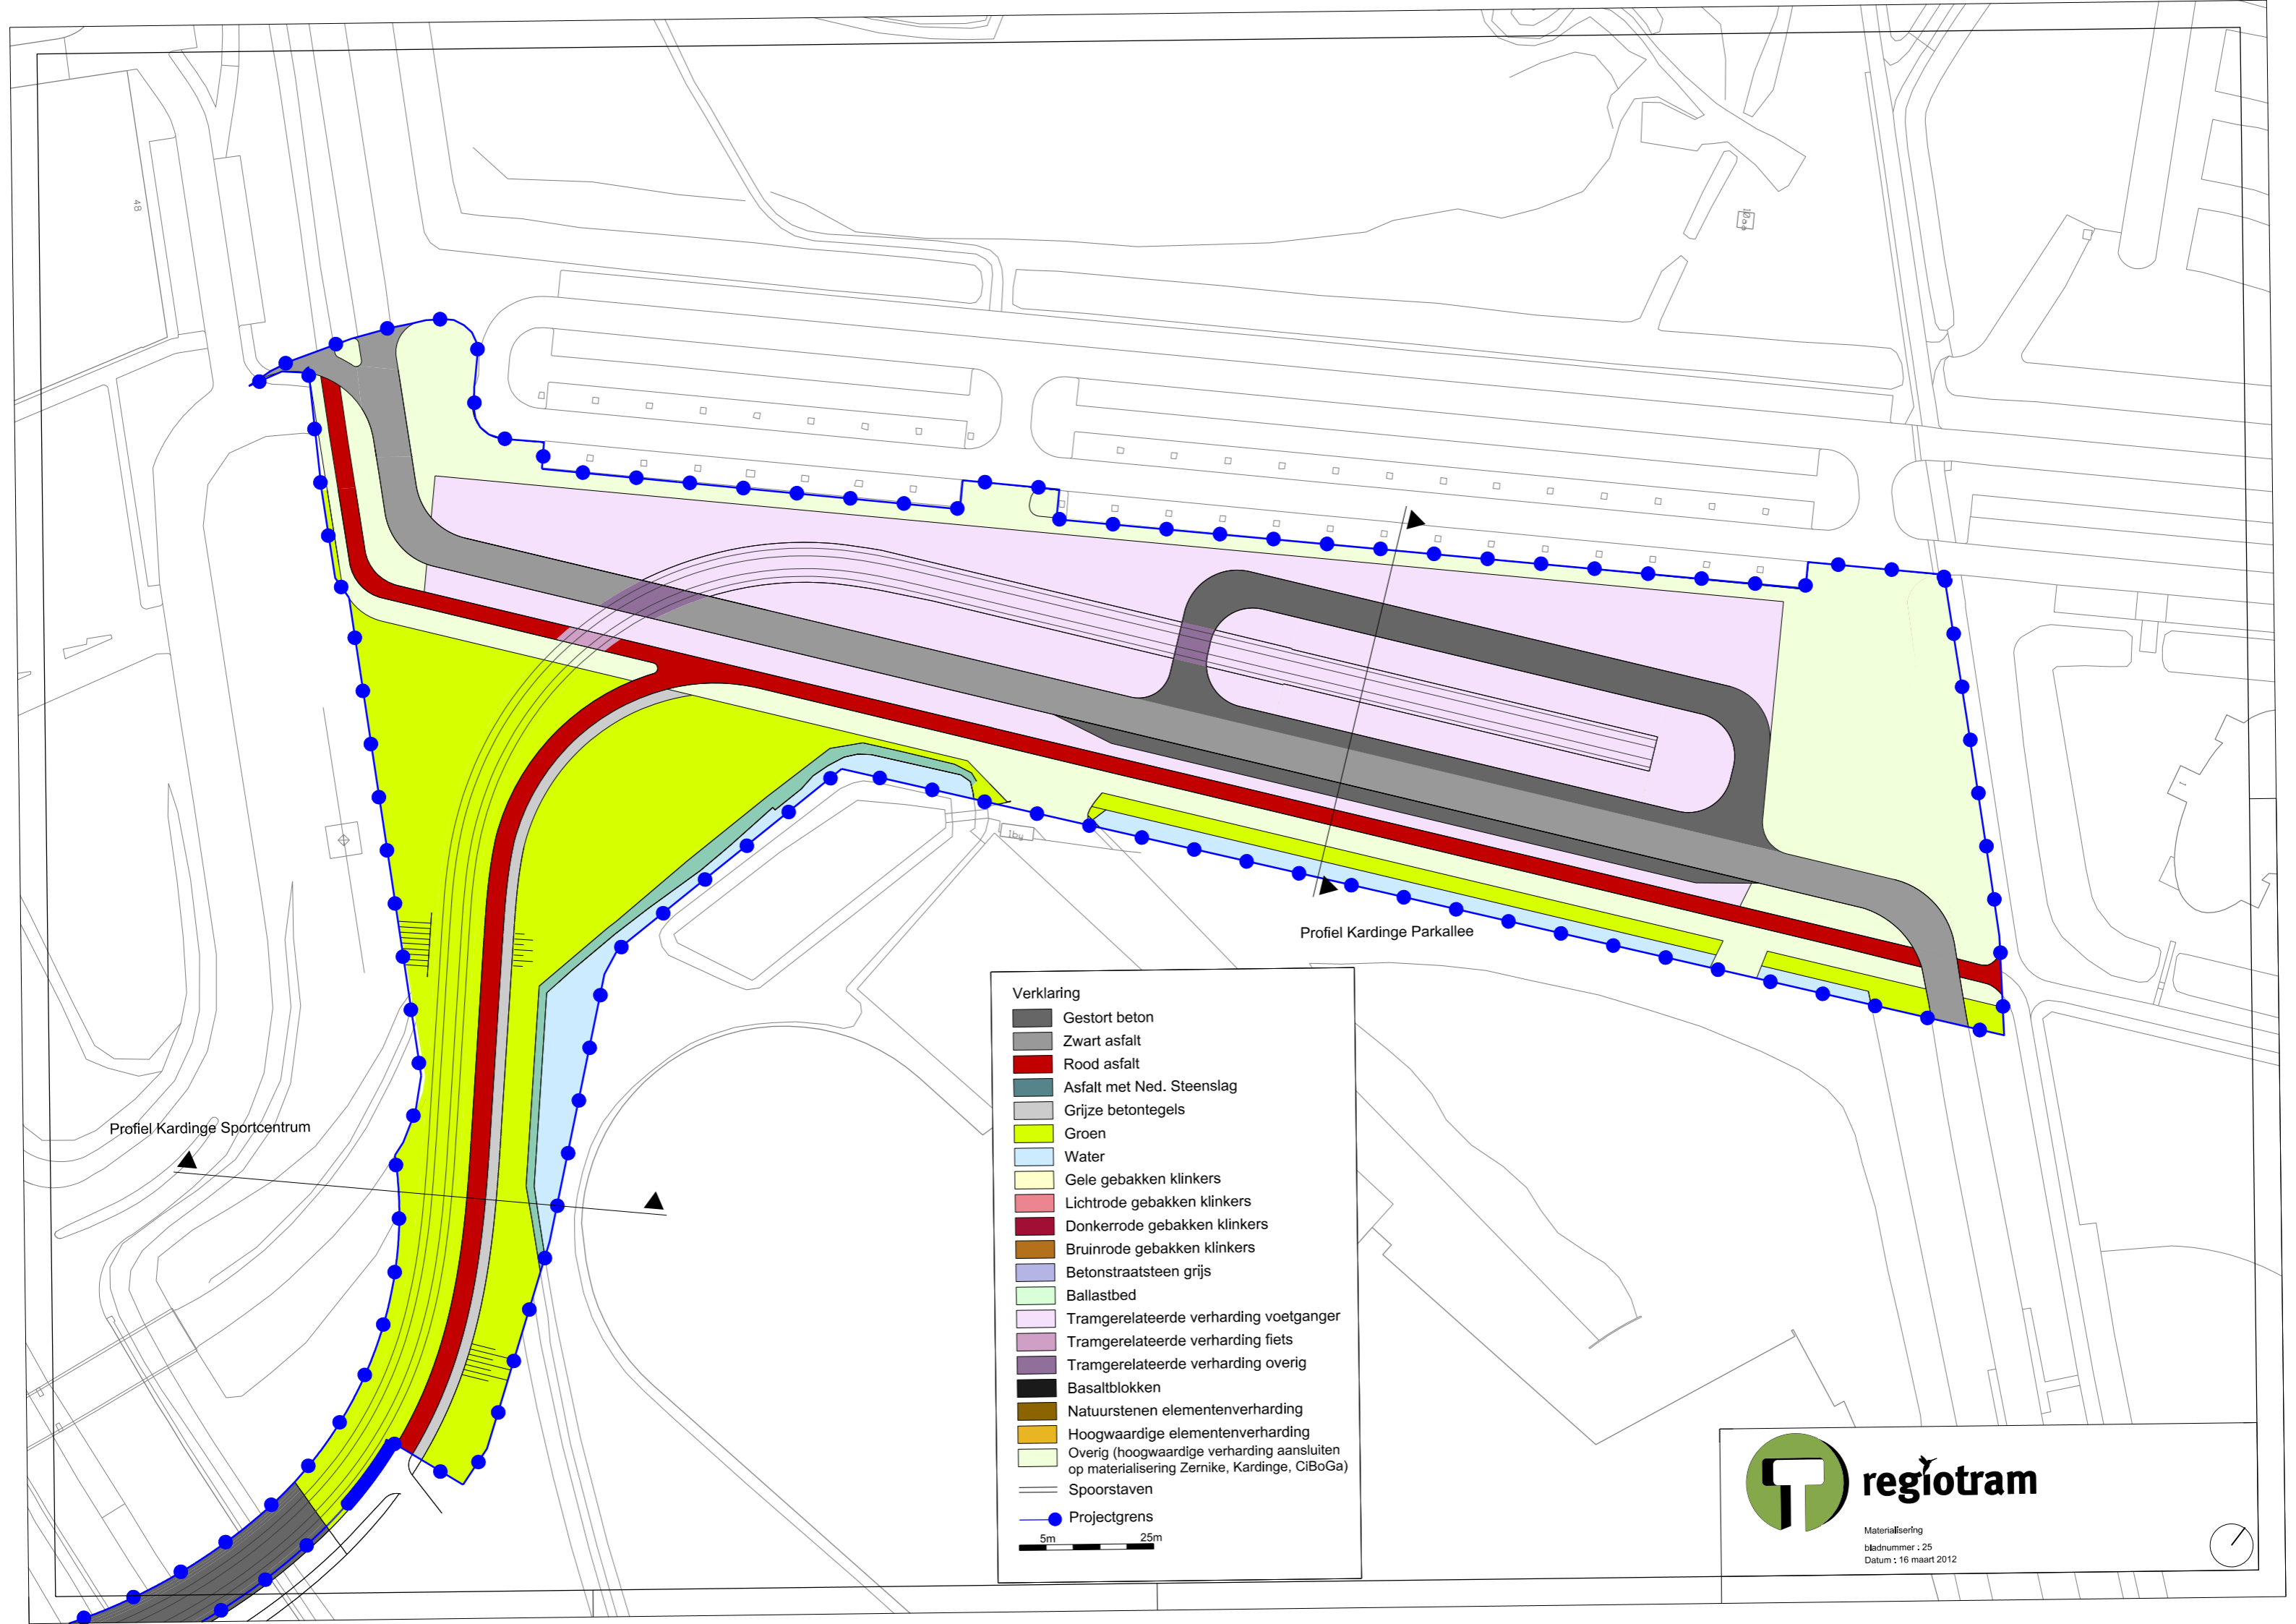 48
10aa
1by
Profiel Kardinge Parkallee
Profiel Kardinge Sportcentrum
Verklaring
Gestort beton
Zwart asfalt
Rood asfalt
Asfalt met Ned. Steenslag
Grijze betontegels
Groen
Water
Gele gebakken klinkers
Lichtrode gebakken klinkers
Donkerrode gebakken klinkers
Bruinrode gebakken klinkers
Betonstraatsteen grijs
Ballastbed
Tramgerelateerde verharding voetganger
Tramgerelateerde verharding fiets
Tramgerelateerde verharding overig
Basaltblokken
Natuurstenen elementenverharding
Hoogwaardige elementenverharding
Overig (hoogwaardige verharding aansluiten
op materialisering Zernike, Kardinge, CiBoGa)
Spoorstaven
Projectgrens
5m 25m
regiotram
Materialisering
bladnummer : 25
Datum : 16 maart 2012